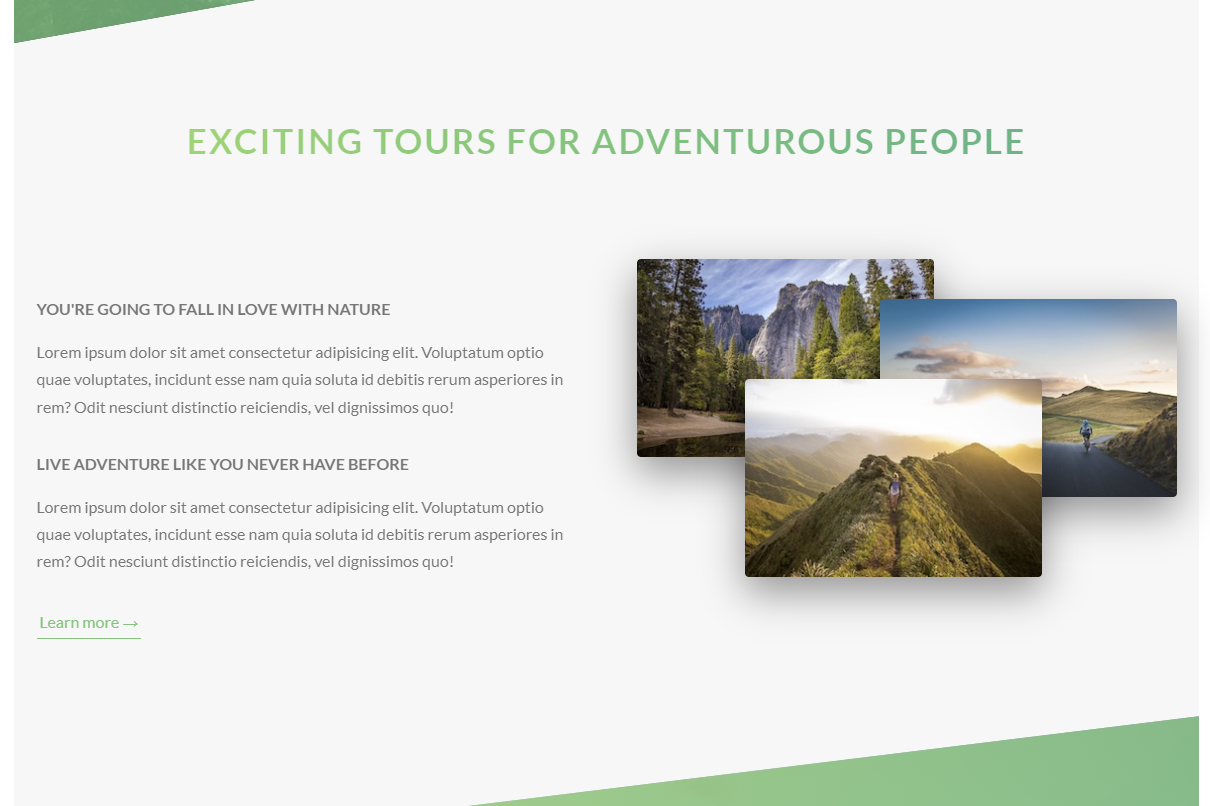 EXCITING TOURS FOR ADVENTUROUS PEOPLE
YOU'RE GOING TO FALL IN LOVE WITH NATURE
Lorem ipsum dolor sit amet consectetur adipisicing elit. Voluptatum optio
quae voluptates, incidunt esse nam quia soluta id debitis rerum asperiores in
rem? Odit nesciunt distinctio reiciendis, vel dignissimos quo!
LIVE ADVENTURE LIKE YOU NEVER HAVE BEFORE
Lorem ipsum dolor sit amet consectetur adipisicing elit. Voluptatum optio
quae voluptates, incidunt esse nam quia soluta id debitis rerum asperiores in
rem? Odit nesciunt distinctio reiciendis, vel dignissimos quo!
Learn more →